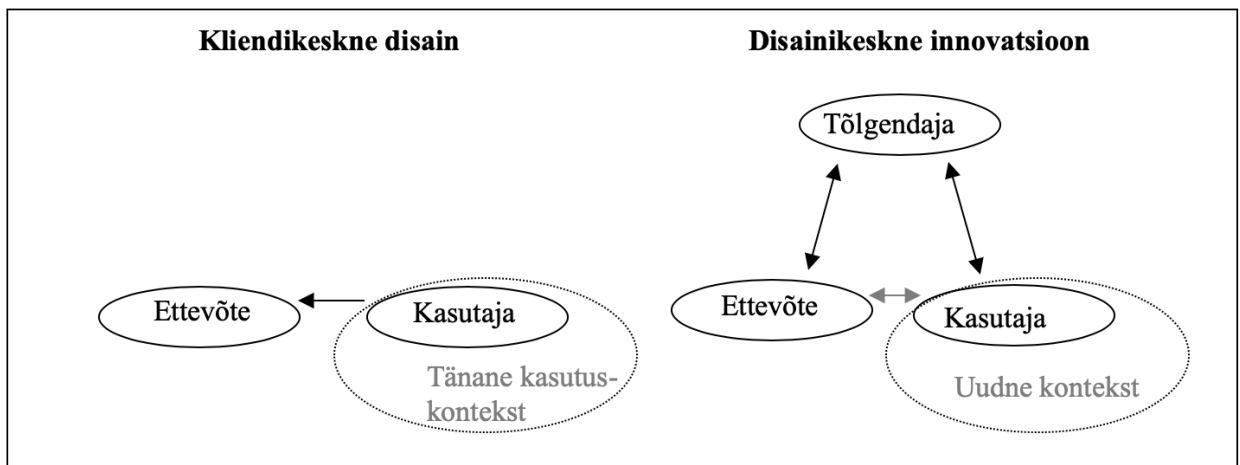 Kliendikeskne disain
Ettevõte
Kasutaja
Tänane kasutus-
kontekst
Disainikeskne innovatsioon
Tõlgendaja
Ettevõte
Kasutaja
Uudne kontekst